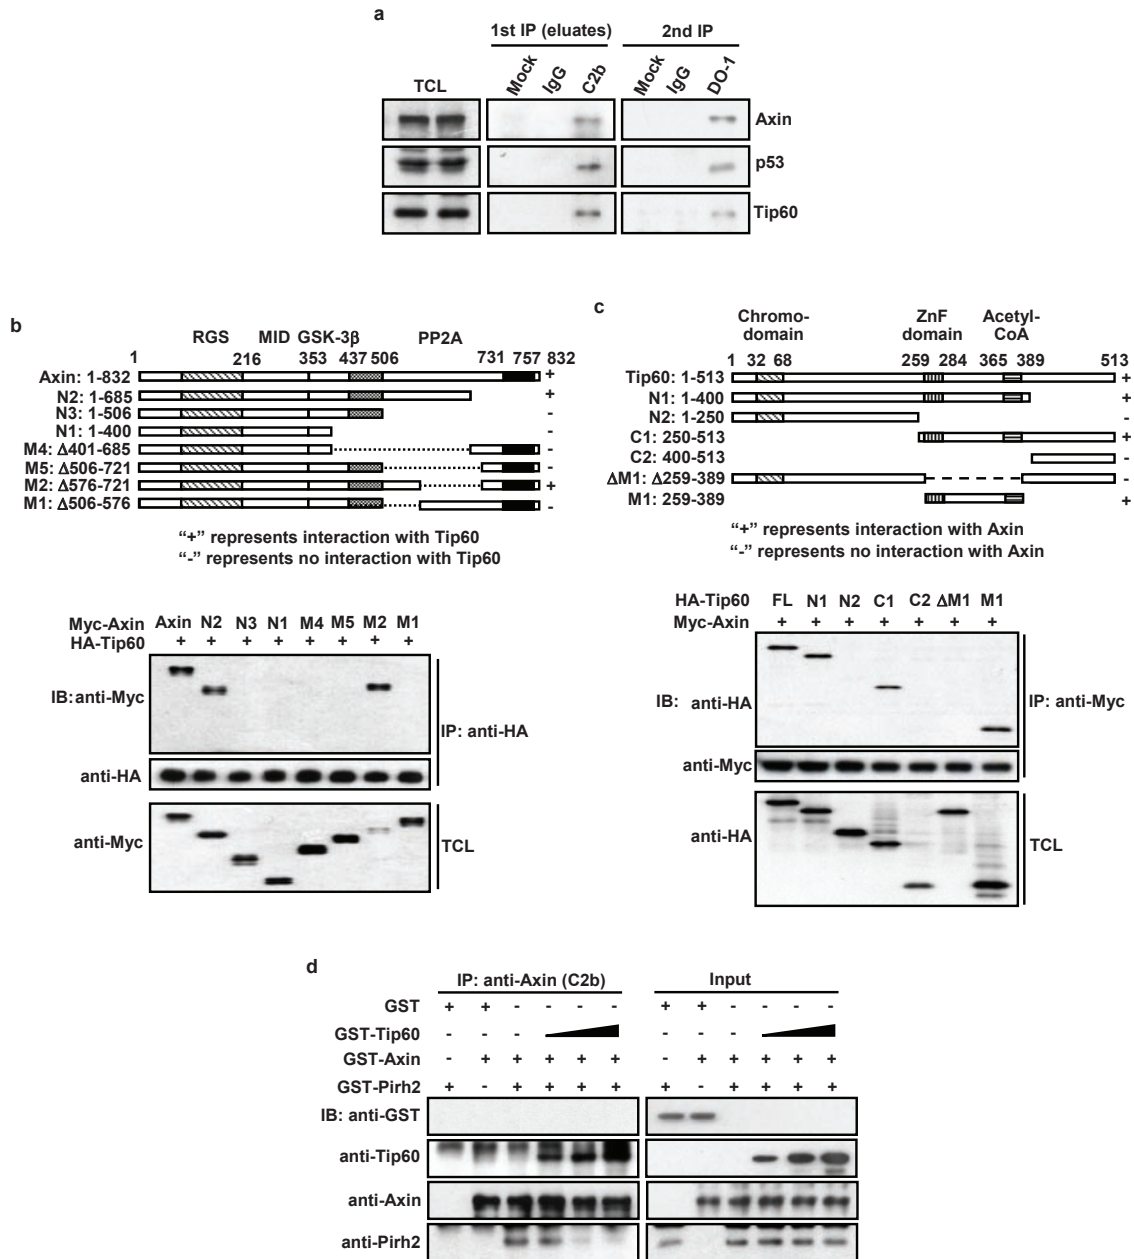 a
1st IP (eluates) 2nd IP
TCL Mock IgG C2b Mock IgG DO-1
Axin
p53
Tip60
b
RGS MID GSK-3β PP2A
1 216 353 437 506 731 757 832
Axin: 1-832 +
N2: 1-685 +
N3: 1-506 -
N1: 1-400 -
M4: Δ401-685 -
M5: Δ506-721 -
M2: Δ576-721 +
M1: Δ506-576 -
“+” represents interaction with Tip60
“-” represents no interaction with Tip60
Myc-Axin Axin N2 N3 N1 M4 M5 M2 M1
HA-Tip60 + + + + + + + +
IB: anti-Myc
IP: anti-HA
anti-HA
anti-Myc
TCL
c
Chromo-domain ZnF domain Acetyl-CoA
1 32 68 259 284 365 389 513
Tip60: 1-513 +
N1: 1-400 +
N2: 1-250 -
C1: 250-513 +
C2: 400-513 -
ΔM1: Δ259-389 -
M1: 259-389 +
“+” represents interaction with Axin
“-” represents no interaction with Axin
HA-Tip60 FL N1 N2 C1 C2 ΔM1 M1
Myc-Axin + + + + + + +
IB: anti-HA
IP: anti-Myc
anti-Myc
anti-HA
TCL
d
IP: anti-Axin (C2b) Input
GST + + - - - - + + - - - -
GST-Tip60 - - - - - -
GST-Axin - + + + + + - + + + + +
GST-Pirh2 + - + + + + + - + + + +
IB: anti-GST
anti-Tip60
anti-Axin
anti-Pirh2